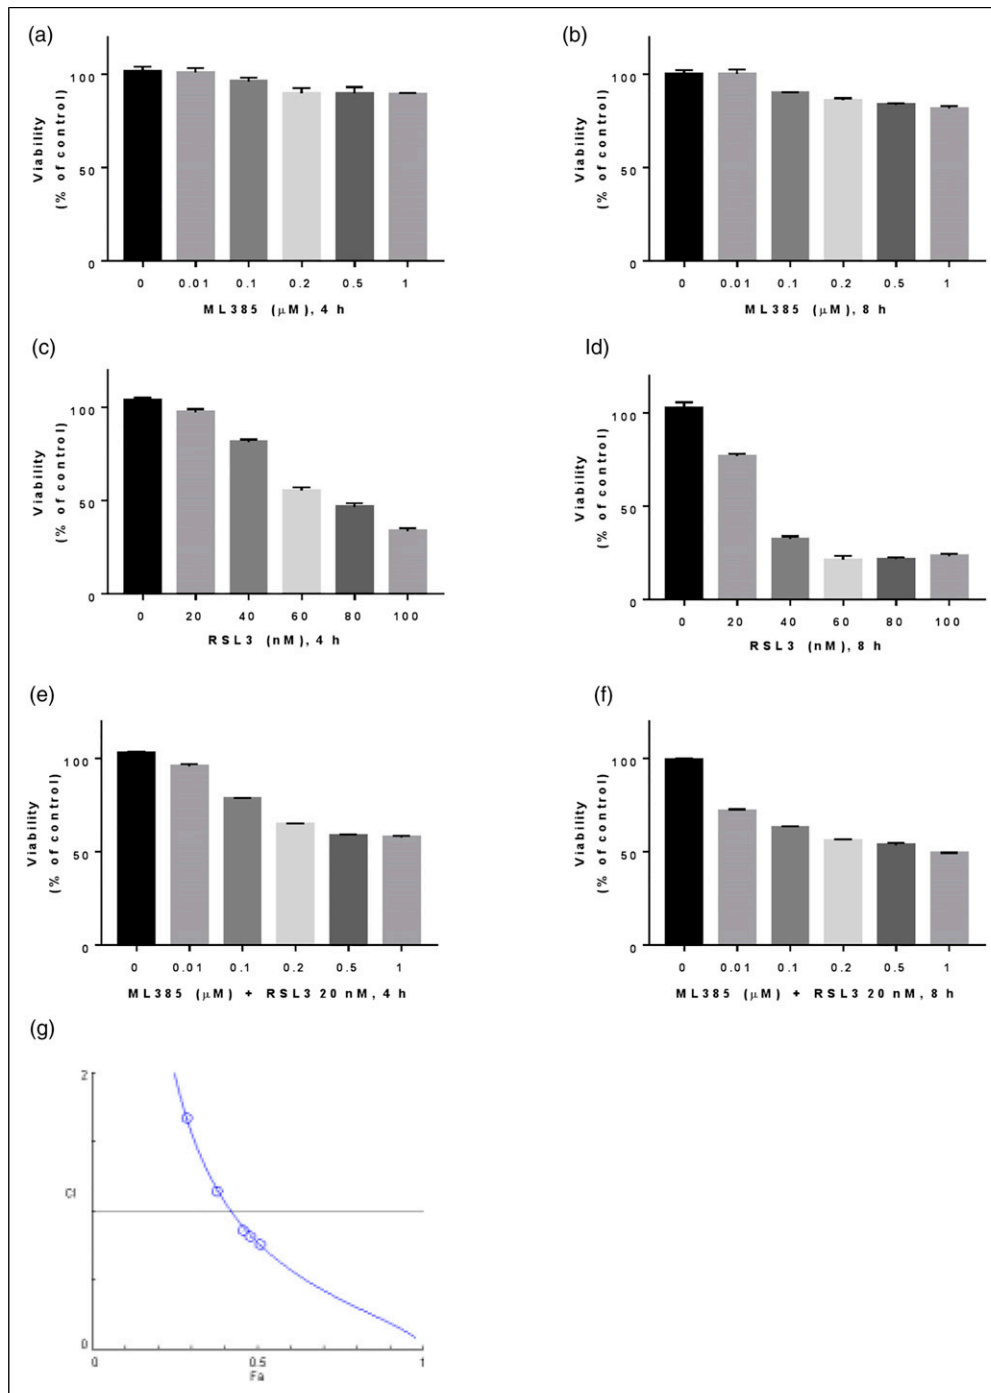 (a)
Viability
(% of control)
100
50
0
0 0.01 0.1 0.2 0.5 1
ML385 (μM), 4 h
(b)
Viability
(% of control)
100
50
0
0 0.01 0.1 0.2 0.5 1
ML385 (μM), 8 h
(c)
Viability
(% of control)
100
50
0
0 20 40 60 80 100
RSL3 (nM), 4 h
ld)
Viability
(% of control)
100
50
0
0 20 40 60 80 100
RSL3 (nM), 8 h
(e)
Viability
(% of control)
100
50
0
0 0.01 0.1 0.2 0.5 1
ML385 (μM) + RSL3 20 nM, 4 h
(f)
Viability
(% of control)
100
50
0
0 0.01 0.1 0.2 0.5 1
ML385 (μM) + RSL3 20 nM, 8 h
(g)
2
CI
0
0 0.5 1
Fa